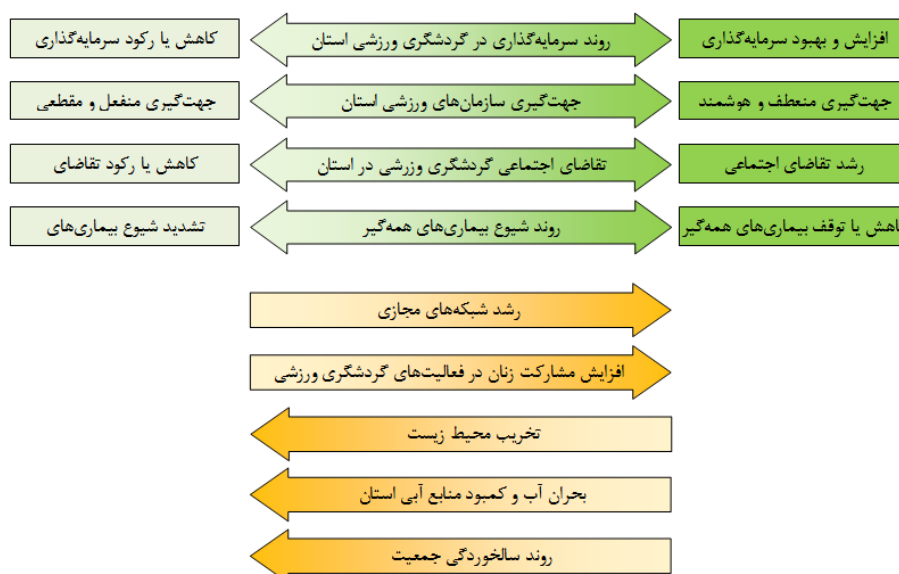 افزایش و بهبود سرمایه‌گذاری
روند سرمایه‌گذاری در گردشگری ورزشی استان
کاهش یا رکود سرمایه‌گذاری
جهت‌گیری منعطف و هوشمند
جهت‌گیری سازمان‌های ورزشی استان
جهت‌گیری منفعل و مقطعی
رشد تقاضای اجتماعی
تقاضای اجتماعی گردشگری وزرشی در استان
کاهش یا رکود تقاضای
کاهش یا توقف بیماری‌های همه‌گیر
روند شیوع بیماری‌های همه‌گیر
تشدید شیوع بیماری‌های
رشد شبکه‌های مجازی
افزایش مشارکت زنان در فعالیت‌های گردشگری ورزشی
تخریب محیط زیست
بحران آب و کمبود منابع آبی استان
روند سالخوردگی جمعیت